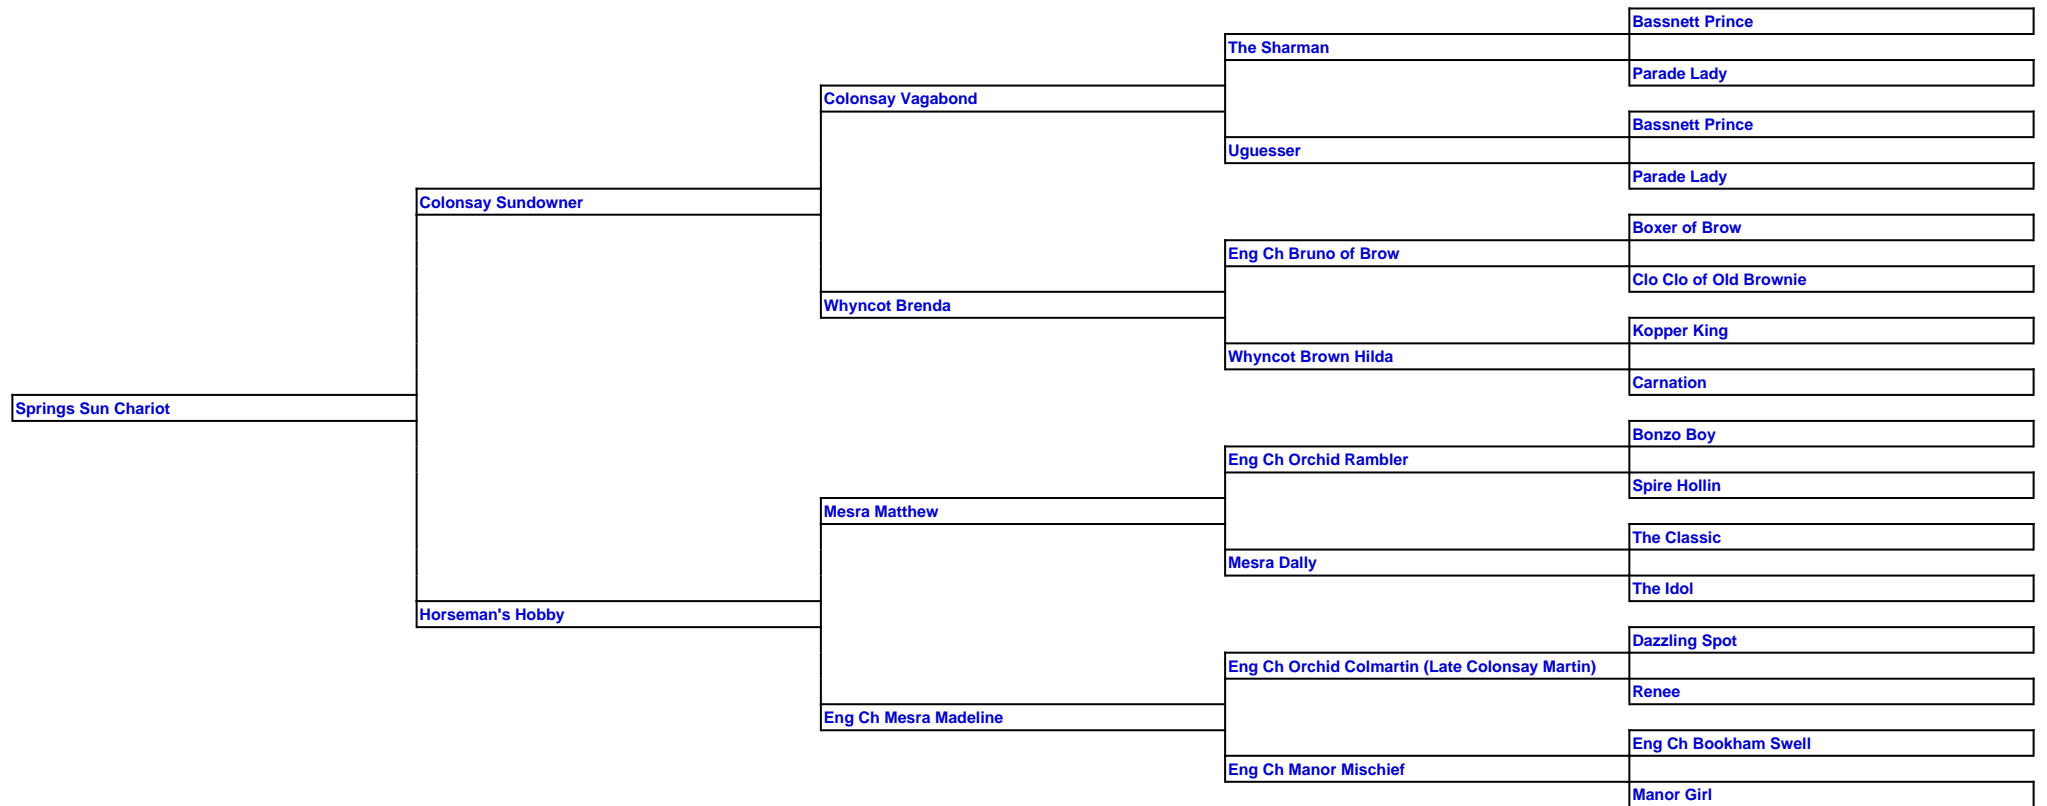 Bassnett Prince
The Sharman
Parade Lady
Colonsay Vagabond
Bassnett Prince
Uguesser
Parade Lady
Colonsay Sundowner
Boxer of Brow
Eng Ch Bruno of Brow
Clo Clo of Old Brownie
Whyncot Brenda
Kopper King
Whyncot Brown Hilda
Carnation
Springs Sun Chariot
Bonzo Boy
Eng Ch Orchid Rambler
Spire Hollin
Mesra Matthew
The Classic
Mesra Dally
The Idol
Horseman's Hobby
Dazzling Spot
Eng Ch Orchid Colmartin (Late Colonsay Martin)
Renee
Eng Ch Mesra Madeline
Eng Ch Bookham Swell
Eng Ch Manor Mischief
Manor Girl